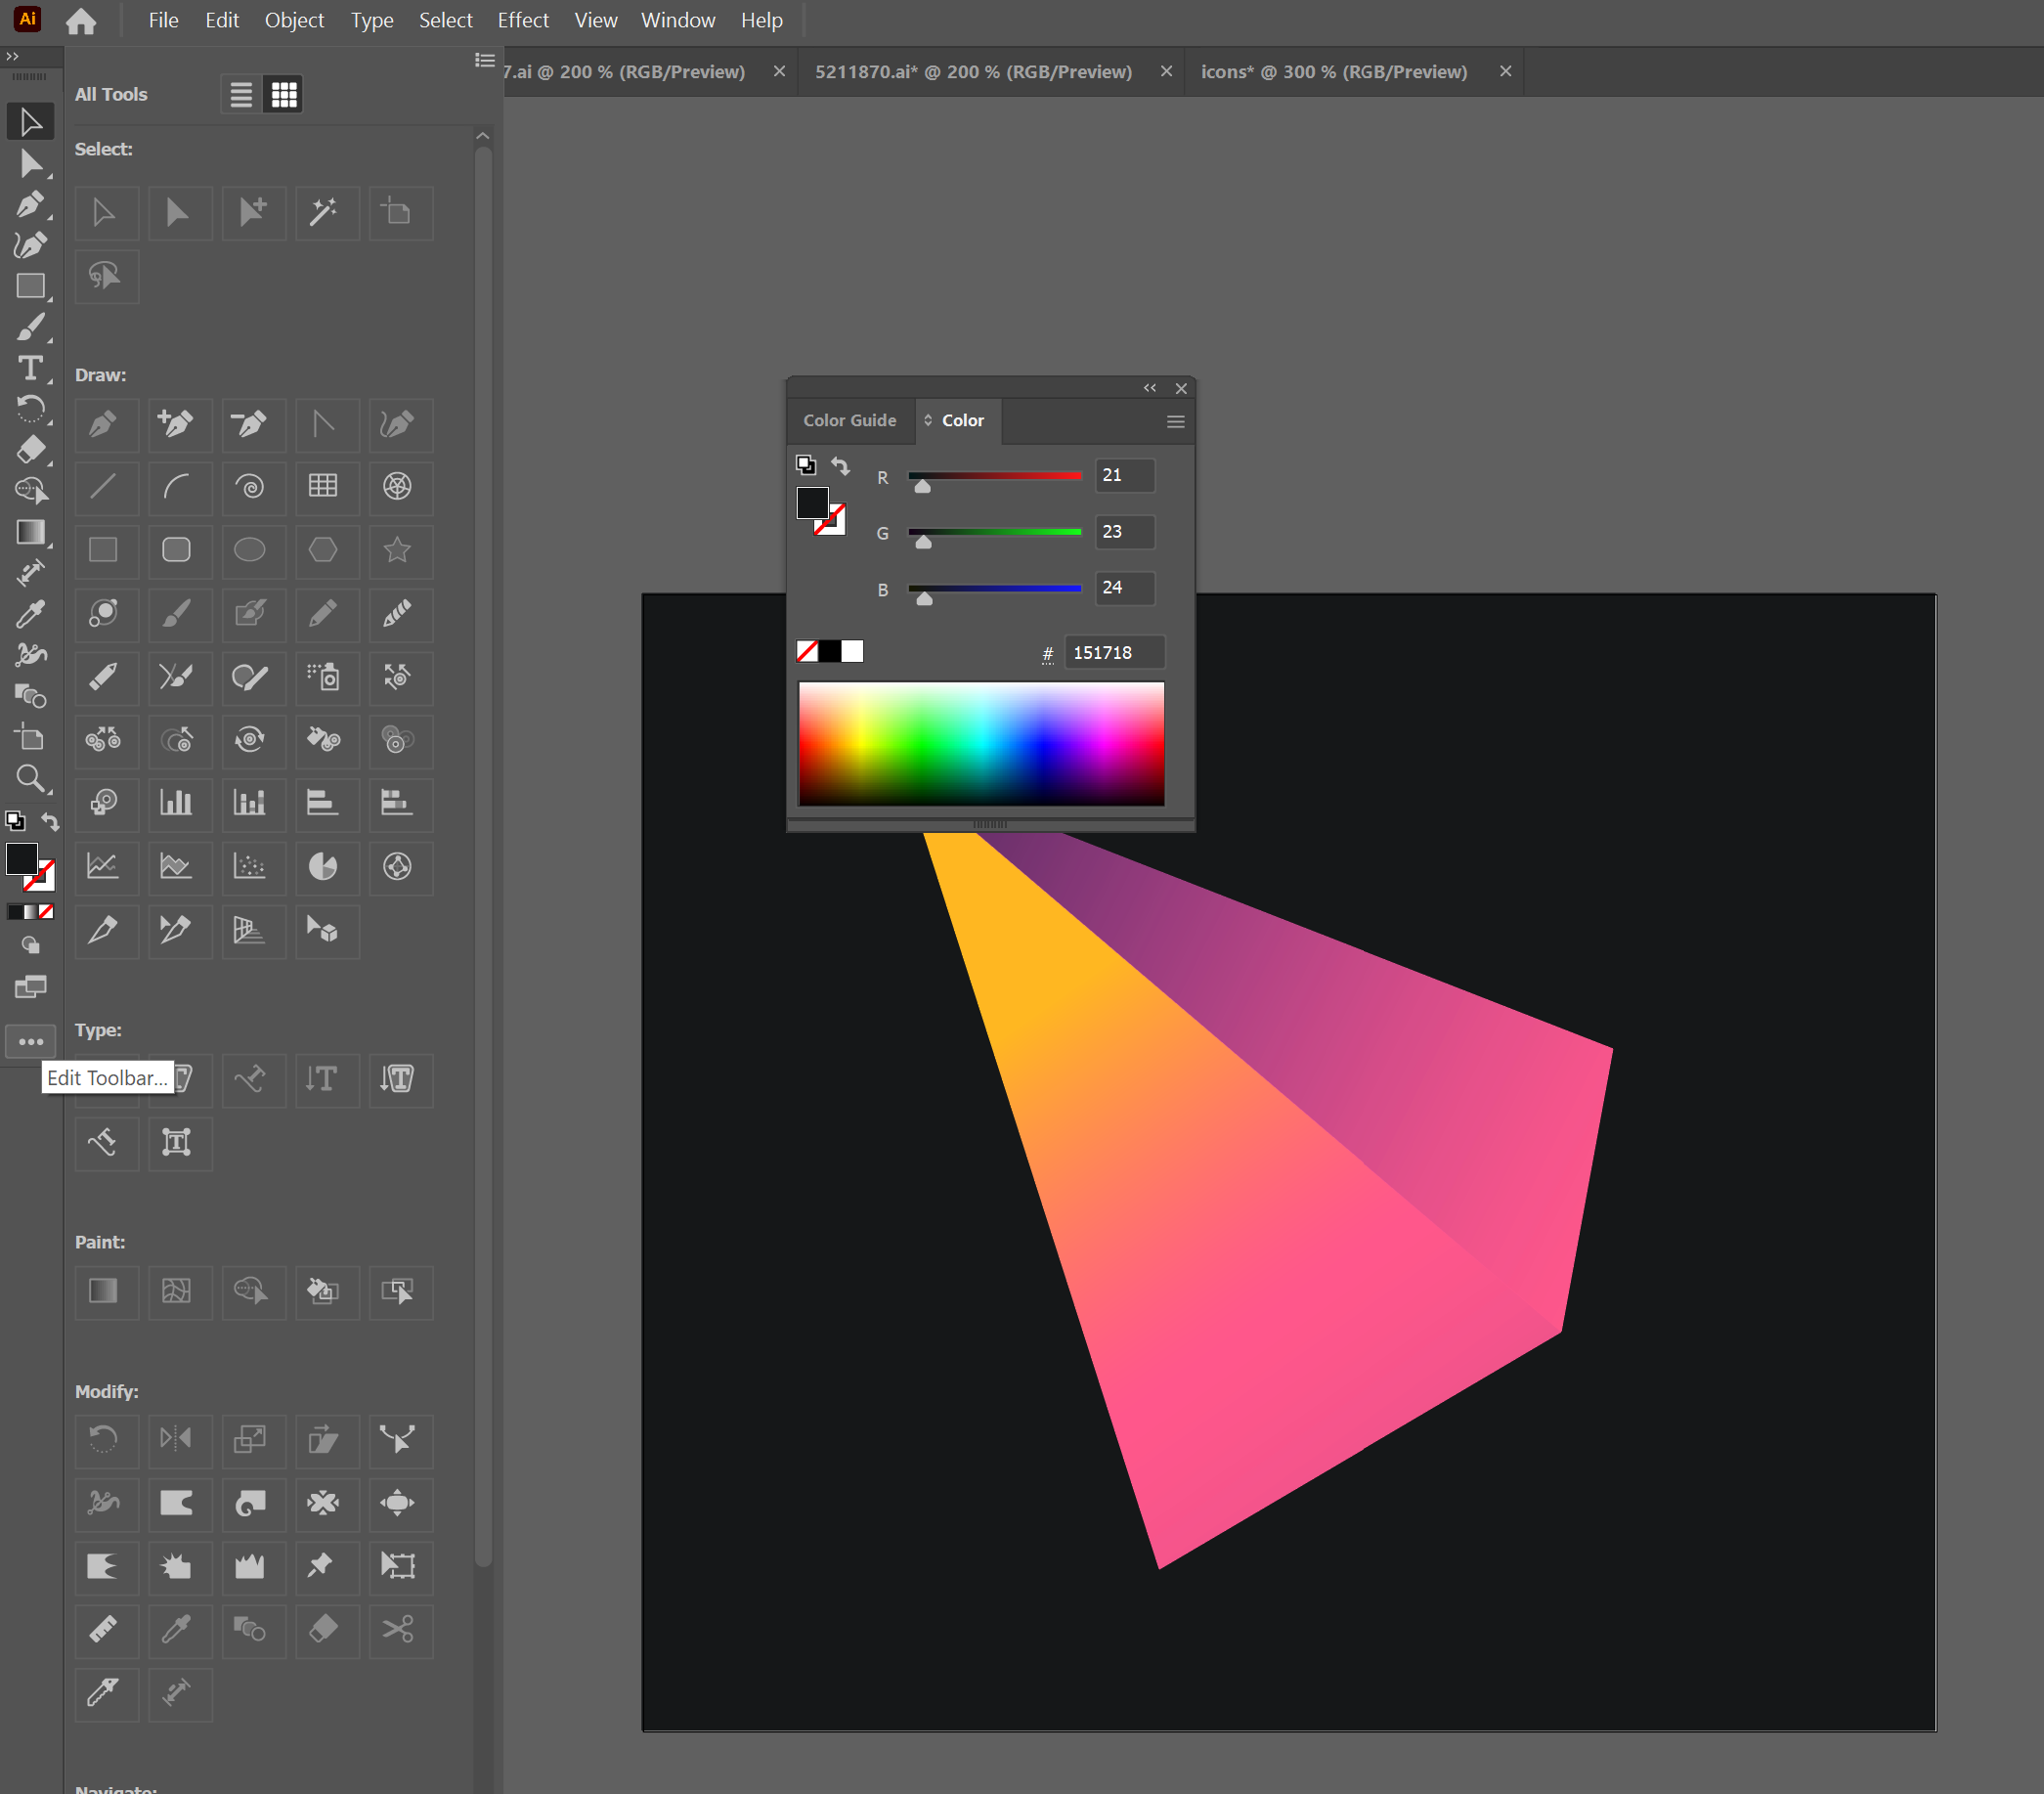 Ai
File Edit Object Type Select Effect View Window Help
7.ai @ 200 % (RGB/Preview) 5211870.ai* @ 200 % (RGB/Preview) icons* @ 300 % (RGB/Preview)
All Tools
Select:
Draw:
Color Guide Color
R 21
G 23
B 24
# 151718
Type:
Edit Toolbar...
Paint:
Modify:
Navigate: